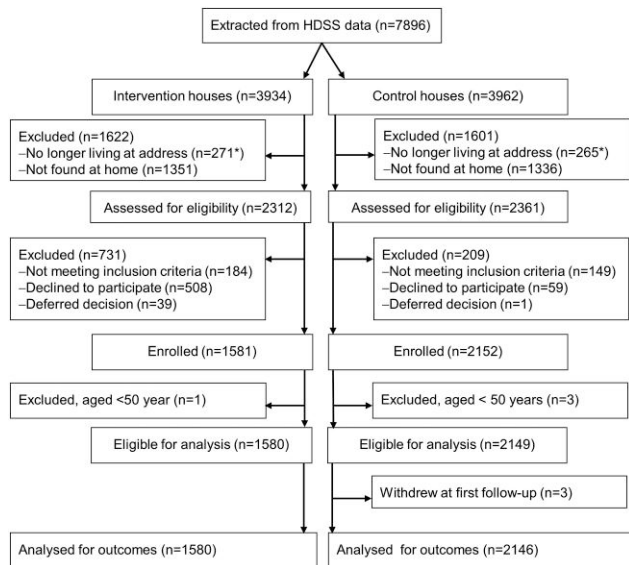 Extracted from HDSS data (n=7896)
Intervention houses (n=3934)
Control houses (n=3962)
Excluded (n=1622)
–No longer living at address (n=271*)
–Not found at home (n=1351)
Excluded (n=1601)
–No longer living at address (n=265*)
–Not found at home (n=1336)
Assessed for eligibility (n=2312)
Assessed for eligibility (n=2361)
Excluded (n=731)
–Not meeting inclusion criteria (n=184)
–Declined to participate (n=508)
–Deferred decision (n=39)
Excluded (n=209)
–Not meeting inclusion criteria (n=149)
–Declined to participate (n=59)
–Deferred decision (n=1)
Enrolled (n=1581)
Enrolled (n=2152)
Excluded, aged <50 year (n=1)
Excluded, aged < 50 years (n=3)
Eligible for analysis (n=1580)
Eligible for analysis (n=2149)
Withdrew at first follow-up (n=3)
Analysed for outcomes (n=1580)
Analysed for outcomes (n=2146)